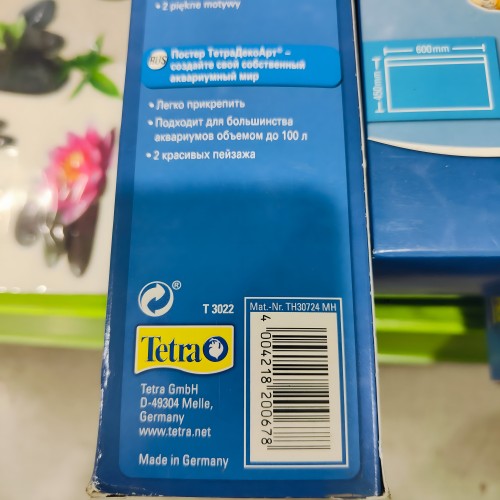 • 2 piękne motywy
Постер ТетраДекоАрт® –
создайте свой собственный
аквариумный мир
• Легко прикрепить
• Подходит для большинства
аквариумов объемом до 100 л
• 2 красивых пейзажа
600mm
450mm
®
T 3022
Mat.-Nr. TH30724 MH
4 004218 200678
Tetra
Tetra GmbH
D-49304 Melle,
Germany
www.tetra.net
Made in Germany